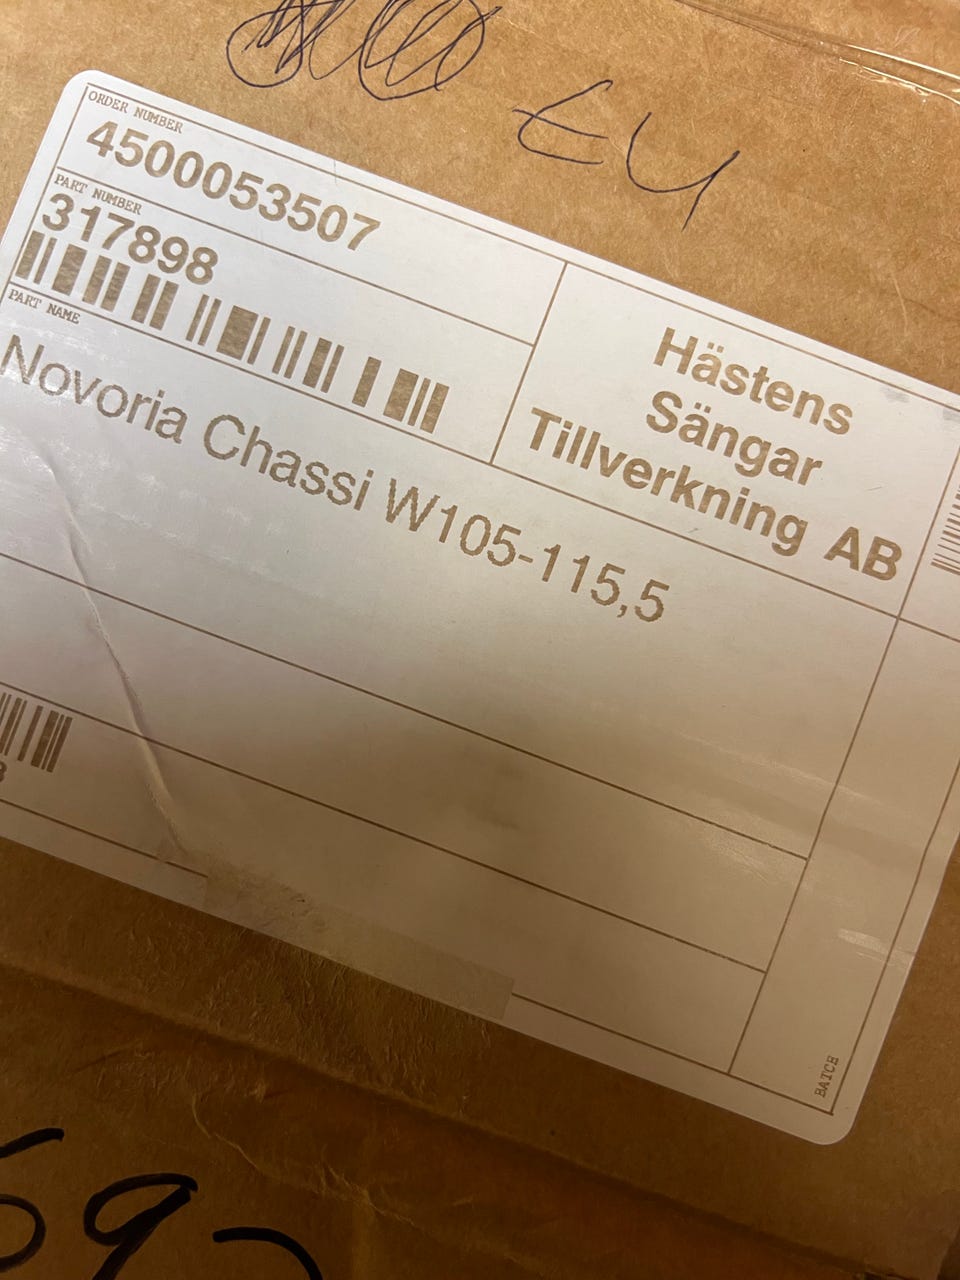 EU
ORDER NUMBER
4500053507
PART NUMBER
317898
PART NAME
Novoria Chassi W105-115,5
Hästens
Sängar
Tillverkning AB
BATCH